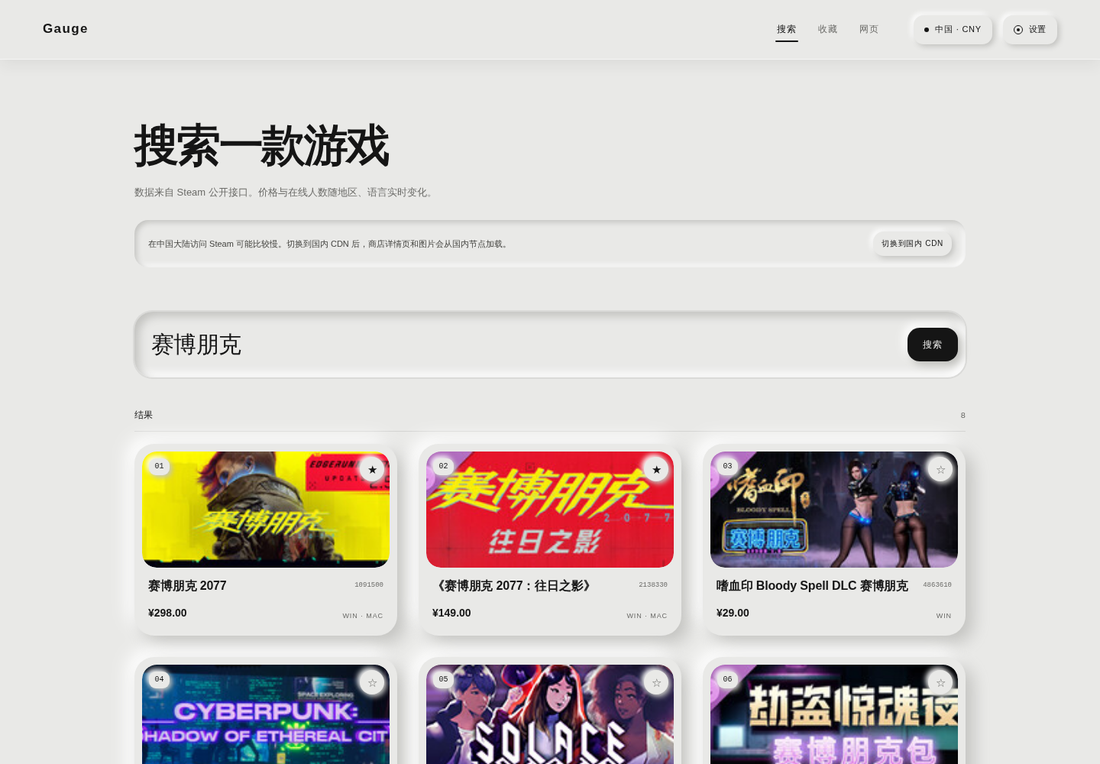 Gauge
搜索
收藏
网页
中国 · CNY
设置
搜索一款游戏
数据来自 Steam 公开接口。价格与在线人数随地区、语言实时变化。
在中国大陆访问 Steam 可能比较慢。切换到国内 CDN 后，商店详情页和图片会从国内节点加载。
切换到国内 CDN
赛博朋克
搜索
结果
8
01
★
赛博朋克
赛博朋克 2077
1091500
¥298.00
WIN · MAC
02
★
赛博朋克
2077
往日之影
《赛博朋克 2077：往日之影》
2138330
¥149.00
WIN · MAC
03
☆
嗜血印
BLOODY SPELL
赛博朋克
嗜血印 Bloody Spell DLC 赛博朋克
4863610
¥29.00
WIN
04
☆
SPACE EXPLORING
CYBERPUNK:
HADOW OF ETHEREAL CIT
05
☆
SOLACE
06
☆
劫盗惊魂夜
赛博朋克包